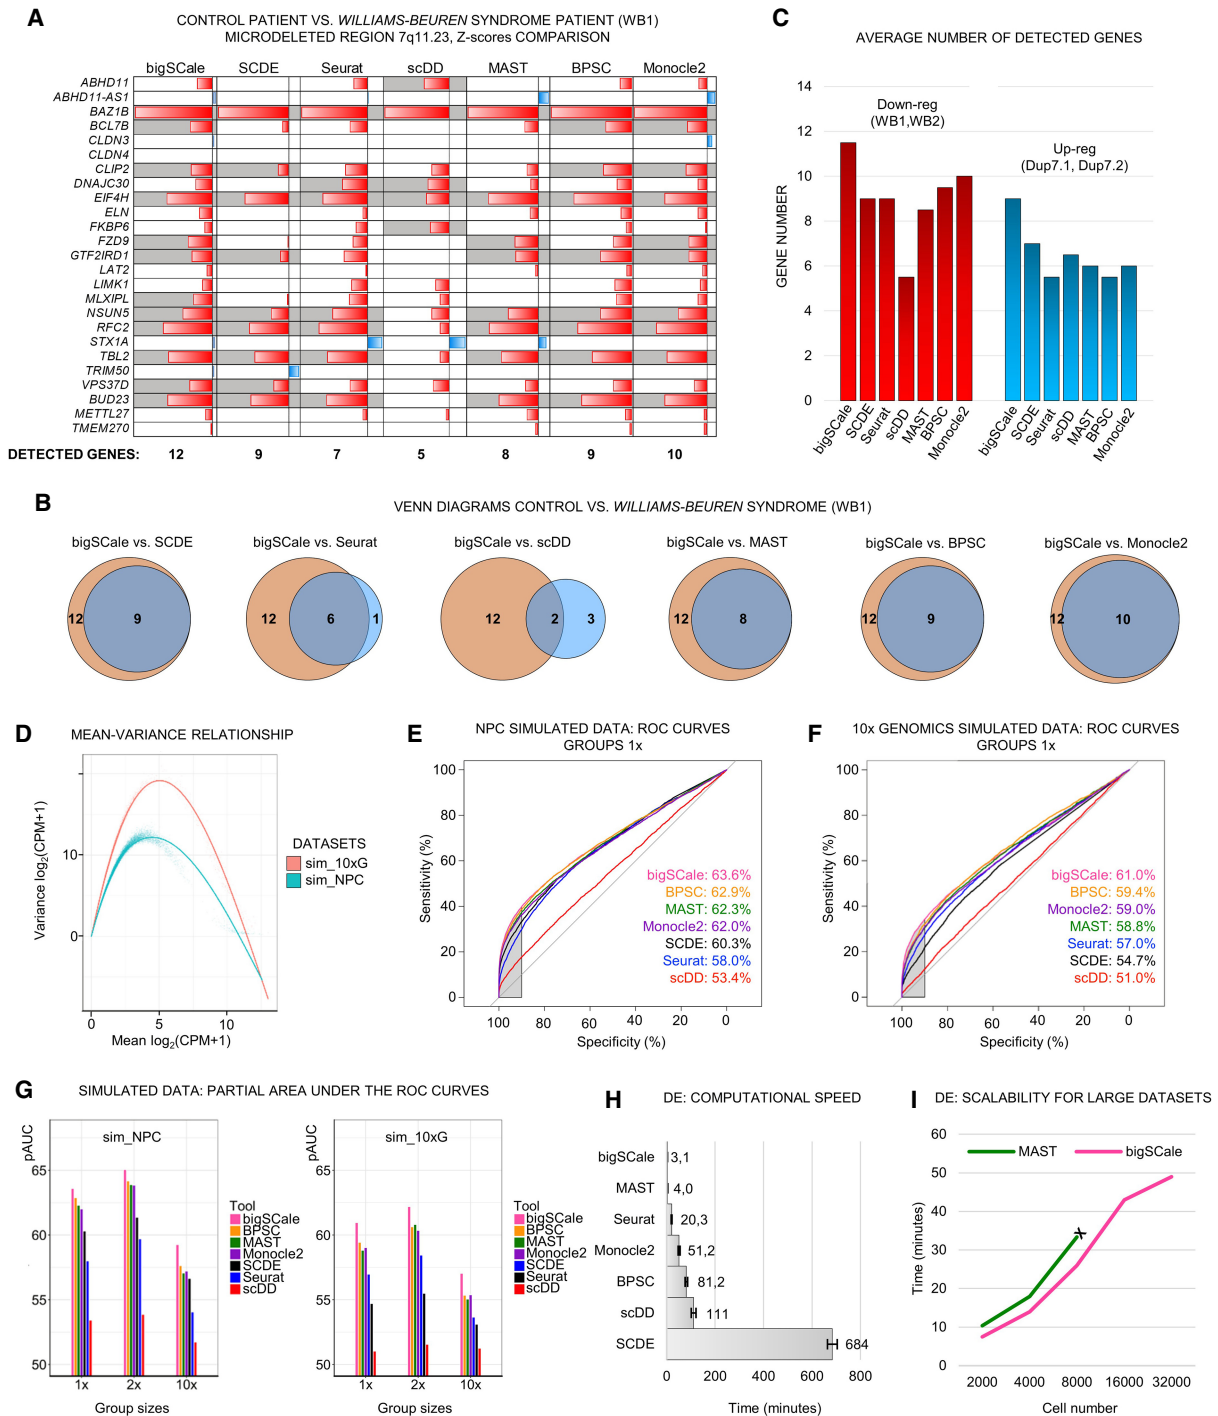 A
CONTROL PATIENT VS. WILLIAMS-BEUREN SYNDROME PATIENT (WB1)
MICRODELETED REGION 7q11.23, Z-scores COMPARISON
bigSCale SCDE Seurat scDD MAST BPSC Monocle2
ABHD11
ABHD11-AS1
BAZ1B
BCL7B
CLDN3
CLDN4
CLIP2
DNAJC30
EIF4H
ELN
FKBP6
FZD9
GTF2IRD1
LAT2
LIMK1
MLXIPL
NSUN5
RFC2
STX1A
TBL2
TRIM50
VPS37D
BUD23
METTL27
TMEM270
DETECTED GENES: 12 9 7 5 8 9 10
C
AVERAGE NUMBER OF DETECTED GENES
GENE NUMBER
14
12
10
8
6
4
2
0
Down-reg
(WB1,WB2)
Up-reg
(Dup7.1, Dup7.2)
bigSCale SCDE Seurat scDD MAST BPSC Monocle2
bigSCale SCDE Seurat scDD MAST BPSC Monocle2
B
VENN DIAGRAMS CONTROL VS. WILLIAMS-BEUREN SYNDROME (WB1)
bigSCale vs. SCDE
12 9
bigSCale vs. Seurat
12 6 1
bigSCale vs. scDD
12 2 3
bigSCale vs. MAST
12 8
bigSCale vs. BPSC
12 9
bigSCale vs. Monocle2
12 10
D
MEAN-VARIANCE RELATIONSHIP
Variance log2(CPM+1)
10
0
0 5 10
Mean log2(CPM+1)
DATASETS
sim_10xG
sim_NPC
E
NPC SIMULATED DATA: ROC CURVES
GROUPS 1x
Sensitivity (%)
100
80
60
40
20
0
bigSCale: 63.6%
BPSC: 62.9%
MAST: 62.3%
Monocle2: 62.0%
SCDE: 60.3%
Seurat: 58.0%
scDD: 53.4%
100 80 60 40 20 0
Specificity (%)
F
10x GENOMICS SIMULATED DATA: ROC CURVES
GROUPS 1x
Sensitivity (%)
100
80
60
40
20
0
bigSCale: 61.0%
BPSC: 59.4%
Monocle2: 59.0%
MAST: 58.8%
Seurat: 57.0%
SCDE: 54.7%
scDD: 51.0%
100 80 60 40 20 0
Specificity (%)
G
SIMULATED DATA: PARTIAL AREA UNDER THE ROC CURVES
pAUC
sim_NPC
65
60
55
50
1x 2x 10x
Group sizes
Tool
bigSCale
BPSC
MAST
Monocle2
SCDE
Seurat
scDD
pAUC
sim_10xG
65
60
55
50
1x 2x 10x
Group sizes
Tool
bigSCale
BPSC
MAST
Monocle2
SCDE
Seurat
scDD
H
DE: COMPUTATIONAL SPEED
bigSCale 3,1
MAST 4,0
Seurat 20,3
Monocle2 51,2
BPSC 81,2
scDD 111
SCDE 684
0 200 400 600 800
Time (minutes)
I
DE: SCALABILITY FOR LARGE DATASETS
Time (minutes)
60
50
40
30
20
10
0
MAST bigSCale
2000 4000 8000 16000 32000
Cell number